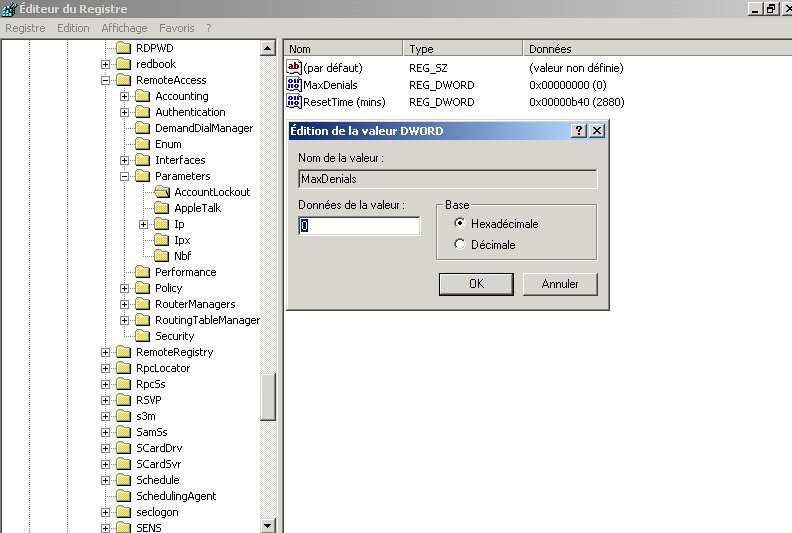 Éditeur du Registre
Registre Edition Affichage Favoris ?
RDPWD
redbook
RemoteAccess
Accounting
Authentication
DemandDialManager
Enum
Interfaces
Parameters
AccountLockout
AppleTalk
Ip
Ipx
Nbf
Performance
Policy
RouterManagers
RoutingTableManager
Security
RemoteRegistry
RpcLocator
RpcSs
RSVP
s3m
SamSs
SCardDrv
SCardSvr
Schedule
SchedulingAgent
seclogon
SENS
Nom Type Données
ab (par défaut) REG_SZ (valeur non définie)
MaxDenials REG_DWORD 0x00000000 (0)
ResetTime (mins) REG_DWORD 0x00000b40 (2880)
Édition de la valeur DWORD
Nom de la valeur :
MaxDenials
Données de la valeur :
0
Base
Hexadécimale
Décimale
OK Annuler